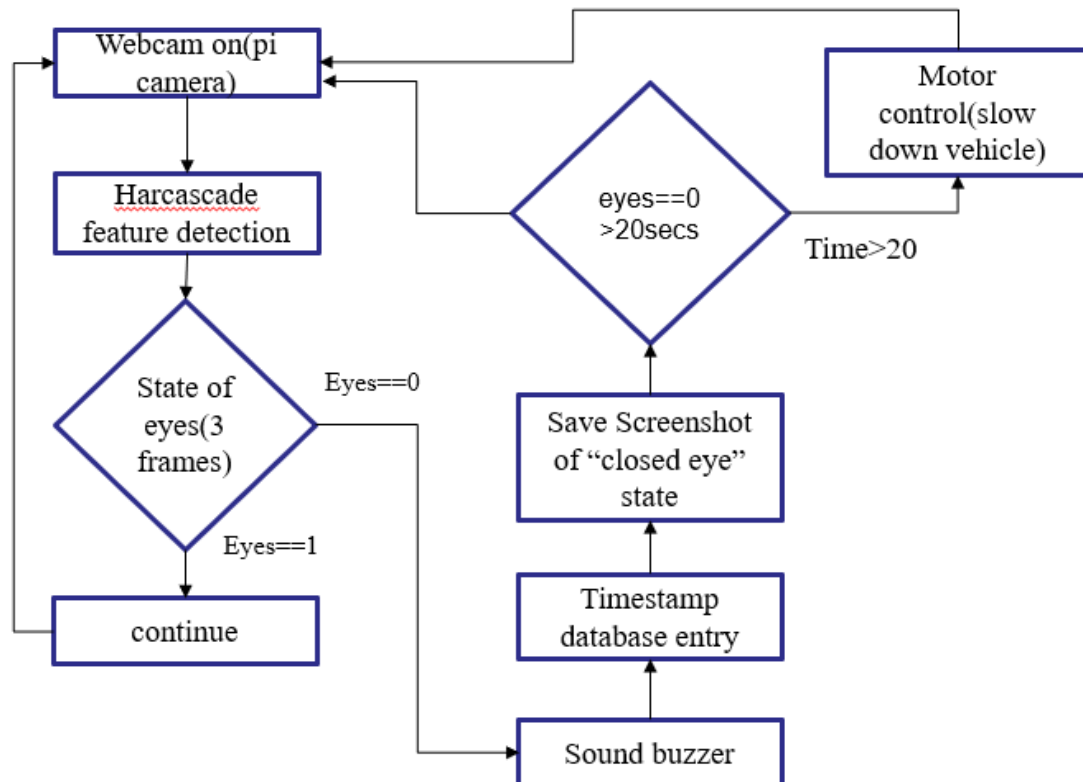 Webcam on(pi
camera)
Harcascade
feature detection
State of
eyes(3
frames)
Eyes==0
Eyes==1
continue
Sound buzzer
Timestamp
database entry
Save Screenshot
of “closed eye”
state
eyes==0
>20secs
Time>20
Motor
control(slow
down vehicle)